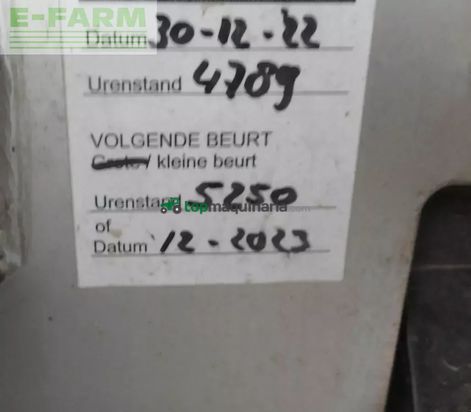 E-FARM
Datum 30-12-22
Urenstand 4789
VOLGENDE BEURT
Grote / kleine beurt
Urenstand 5250
topmaquinaria.com
of
Datum 12-2023